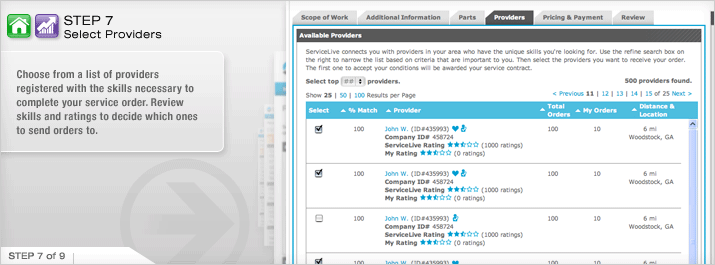 STEP 7
Select Providers
Choose from a list of providers
registered with the skills necessary to
complete your service order. Review
skills and ratings to decide which ones
to send orders to.
STEP 7 of 9
Scope of Work Additional Information Parts Providers Pricing & Payment Review
Available Providers
ServiceLive connects you with providers in your area who have the unique skills you're looking for. Use the refine search box on
the right to narrow the list based on criteria that are important to you. Then select the providers you want to receive your order.
The first one to accept your conditions will be awarded your service contract.
Select top ## providers. 500 providers found.
Show 25 | 50 | 100 Results per Page < Previous 11 | 12 | 13 | 14 | 15 of 25 Next >
Select % Match Provider Total Orders My Orders Distance & Location
100 John W. (ID#435993) 100 10 6 mi
Company ID# 458724 Woodstock, GA
ServiceLive Rating (1000 ratings)
My Rating (0 ratings)
100 John W. (ID#435993) 100 10 6 mi
Company ID# 458724 Woodstock, GA
ServiceLive Rating (1000 ratings)
My Rating (0 ratings)
100 John W. (ID#435993) 100 10 6 mi
Company ID# 458724 Woodstock, GA
ServiceLive Rating (1000 ratings)
My Rating (0 ratings)
100 John W. (ID#435993) 100 10 6 mi